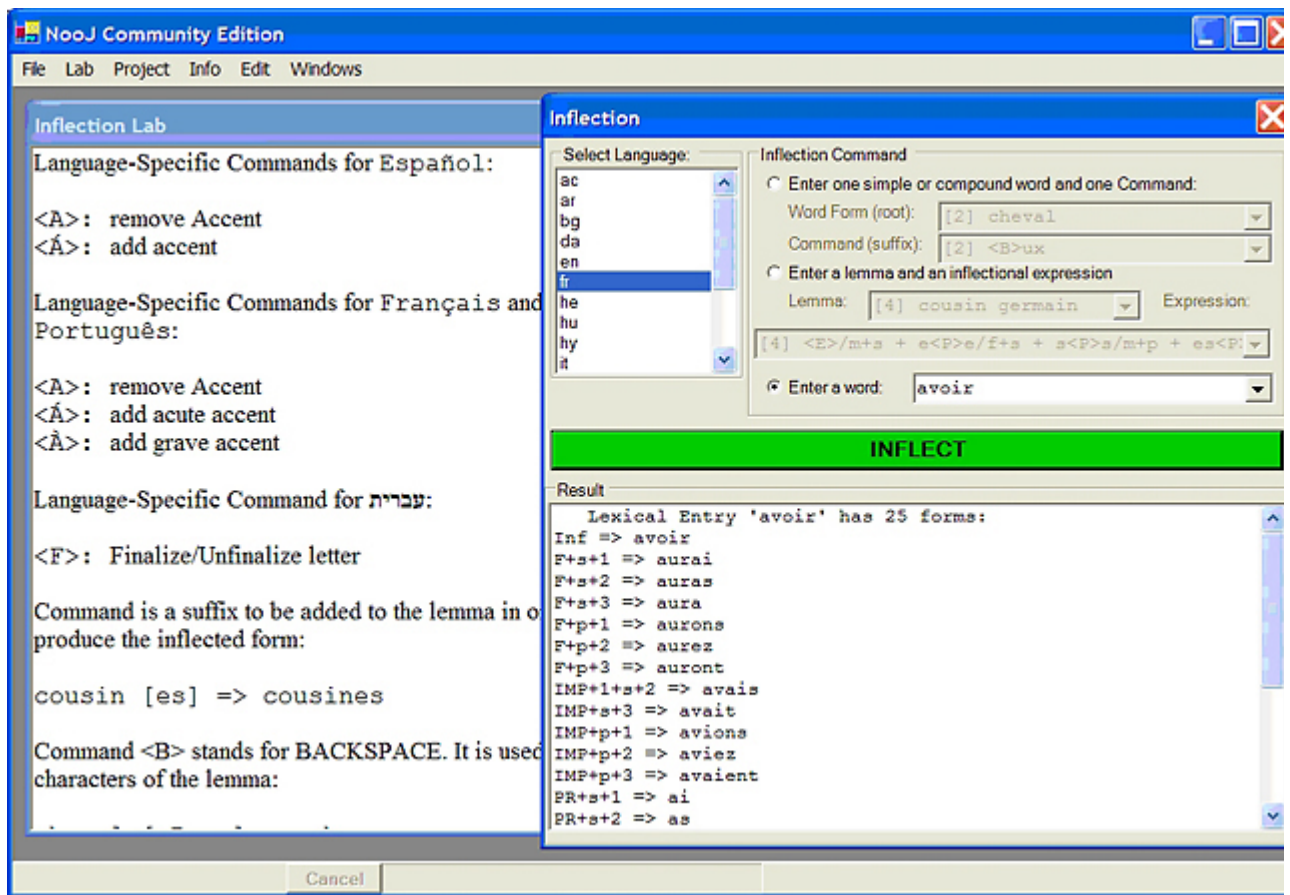 NooJ Community Edition
File Lab Project Info Edit Windows
Inflection Lab
Language-Specific Commands for Español:
<A>: remove Accent
<Á>: add accent
Language-Specific Commands for Français and
Português:
<A>: remove Accent
<Á>: add acute accent
<À>: add grave accent
Language-Specific Command for עברית:
<F>: Finalize/Unfinalize letter
Command is a suffix to be added to the lemma in o
produce the inflected form:
cousin [es] => cousines
Command <B> stands for BACKSPACE. It is used
characters of the lemma:
Inflection
Select Language:
ac
ar
bg
da
en
fr
he
hu
hy
it
Inflection Command
Enter one simple or compound word and one Command:
Word Form (root): [2] cheval
Command (suffix): [2] <B>ux
Enter a lemma and an inflectional expression
Lemma: [4] cousin germain Expression:
[4] <E>/m+s + e<P>e/f+s + s<P>s/m+p + es<P
Enter a word: avoir
INFLECT
Result
Lexical Entry 'avoir' has 25 forms:
Inf => avoir
F+s+1 => aurai
F+s+2 => auras
F+s+3 => aura
F+p+1 => aurons
F+p+2 => aurez
F+p+3 => auront
IMP+1+s+2 => avais
IMP+s+3 => avait
IMP+p+1 => avions
IMP+p+2 => aviez
IMP+p+3 => avaient
PR+s+1 => ai
PR+s+2 => as
Cancel